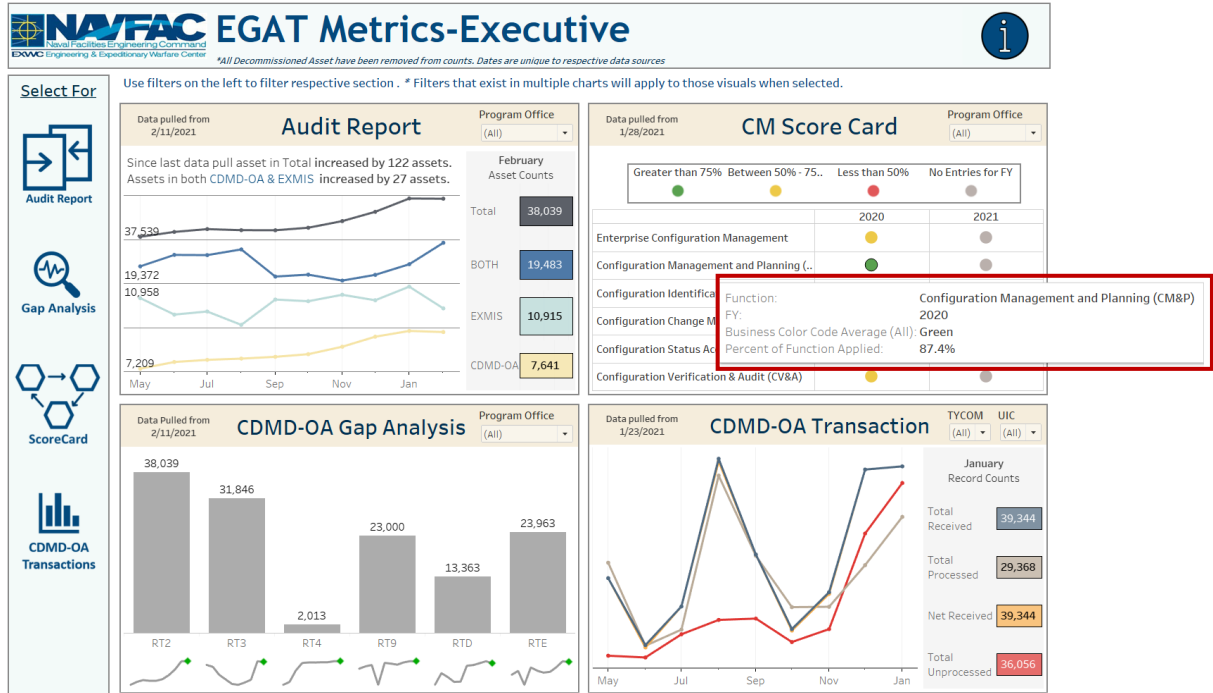 NAVFAC
Naval Facilities Engineering Command
EXWC Engineering & Expeditionary Warfare Center
EGAT Metrics-Executive
*All Decommissioned Asset have been removed from counts. Dates are unique to respective data sources
i
Select For
Audit Report
Gap Analysis
ScoreCard
CDMD-OA
Transactions
Use filters on the left to filter respective section . * Filters that exist in multiple charts will apply to those visuals when selected.
Data pulled from
2/11/2021
Audit Report
Program Office
(All)
Since last data pull asset in Total increased by 122 assets.
Assets in both CDMD-OA & EXMIS increased by 27 assets.
February
Asset Counts
37,539
Total 38,039
19,372
BOTH 19,483
10,958
EXMIS 10,915
7,209
CDMD-OA 7,641
May Jul Sep Nov Jan
Data pulled from
1/28/2021
CM Score Card
Program Office
(All)
Greater than 75% Between 50% - 75.. Less than 50% No Entries for FY
2020 2021
Enterprise Configuration Management
Configuration Management and Planning (..
Configuration Identifica
Configuration Change M
Configuration Status Acc
Configuration Verification & Audit (CV&A)
Function: Configuration Management and Planning (CM&P)
FY: 2020
Business Color Code Average (All): Green
Percent of Function Applied: 87.4%
Data Pulled from
2/11/2021
CDMD-OA Gap Analysis
Program Office
(All)
38,039
31,846
2,013
23,000
13,363
23,963
RT2 RT3 RT4 RT9 RTD RTE
Data pulled from
1/23/2021
CDMD-OA Transaction
TYCOM UIC
(All) (All)
January
Record Counts
Total
Received 39,344
Total
Processed 29,368
Net Received 39,344
Total
Unprocessed 36,056
May Jul Sep Nov Jan